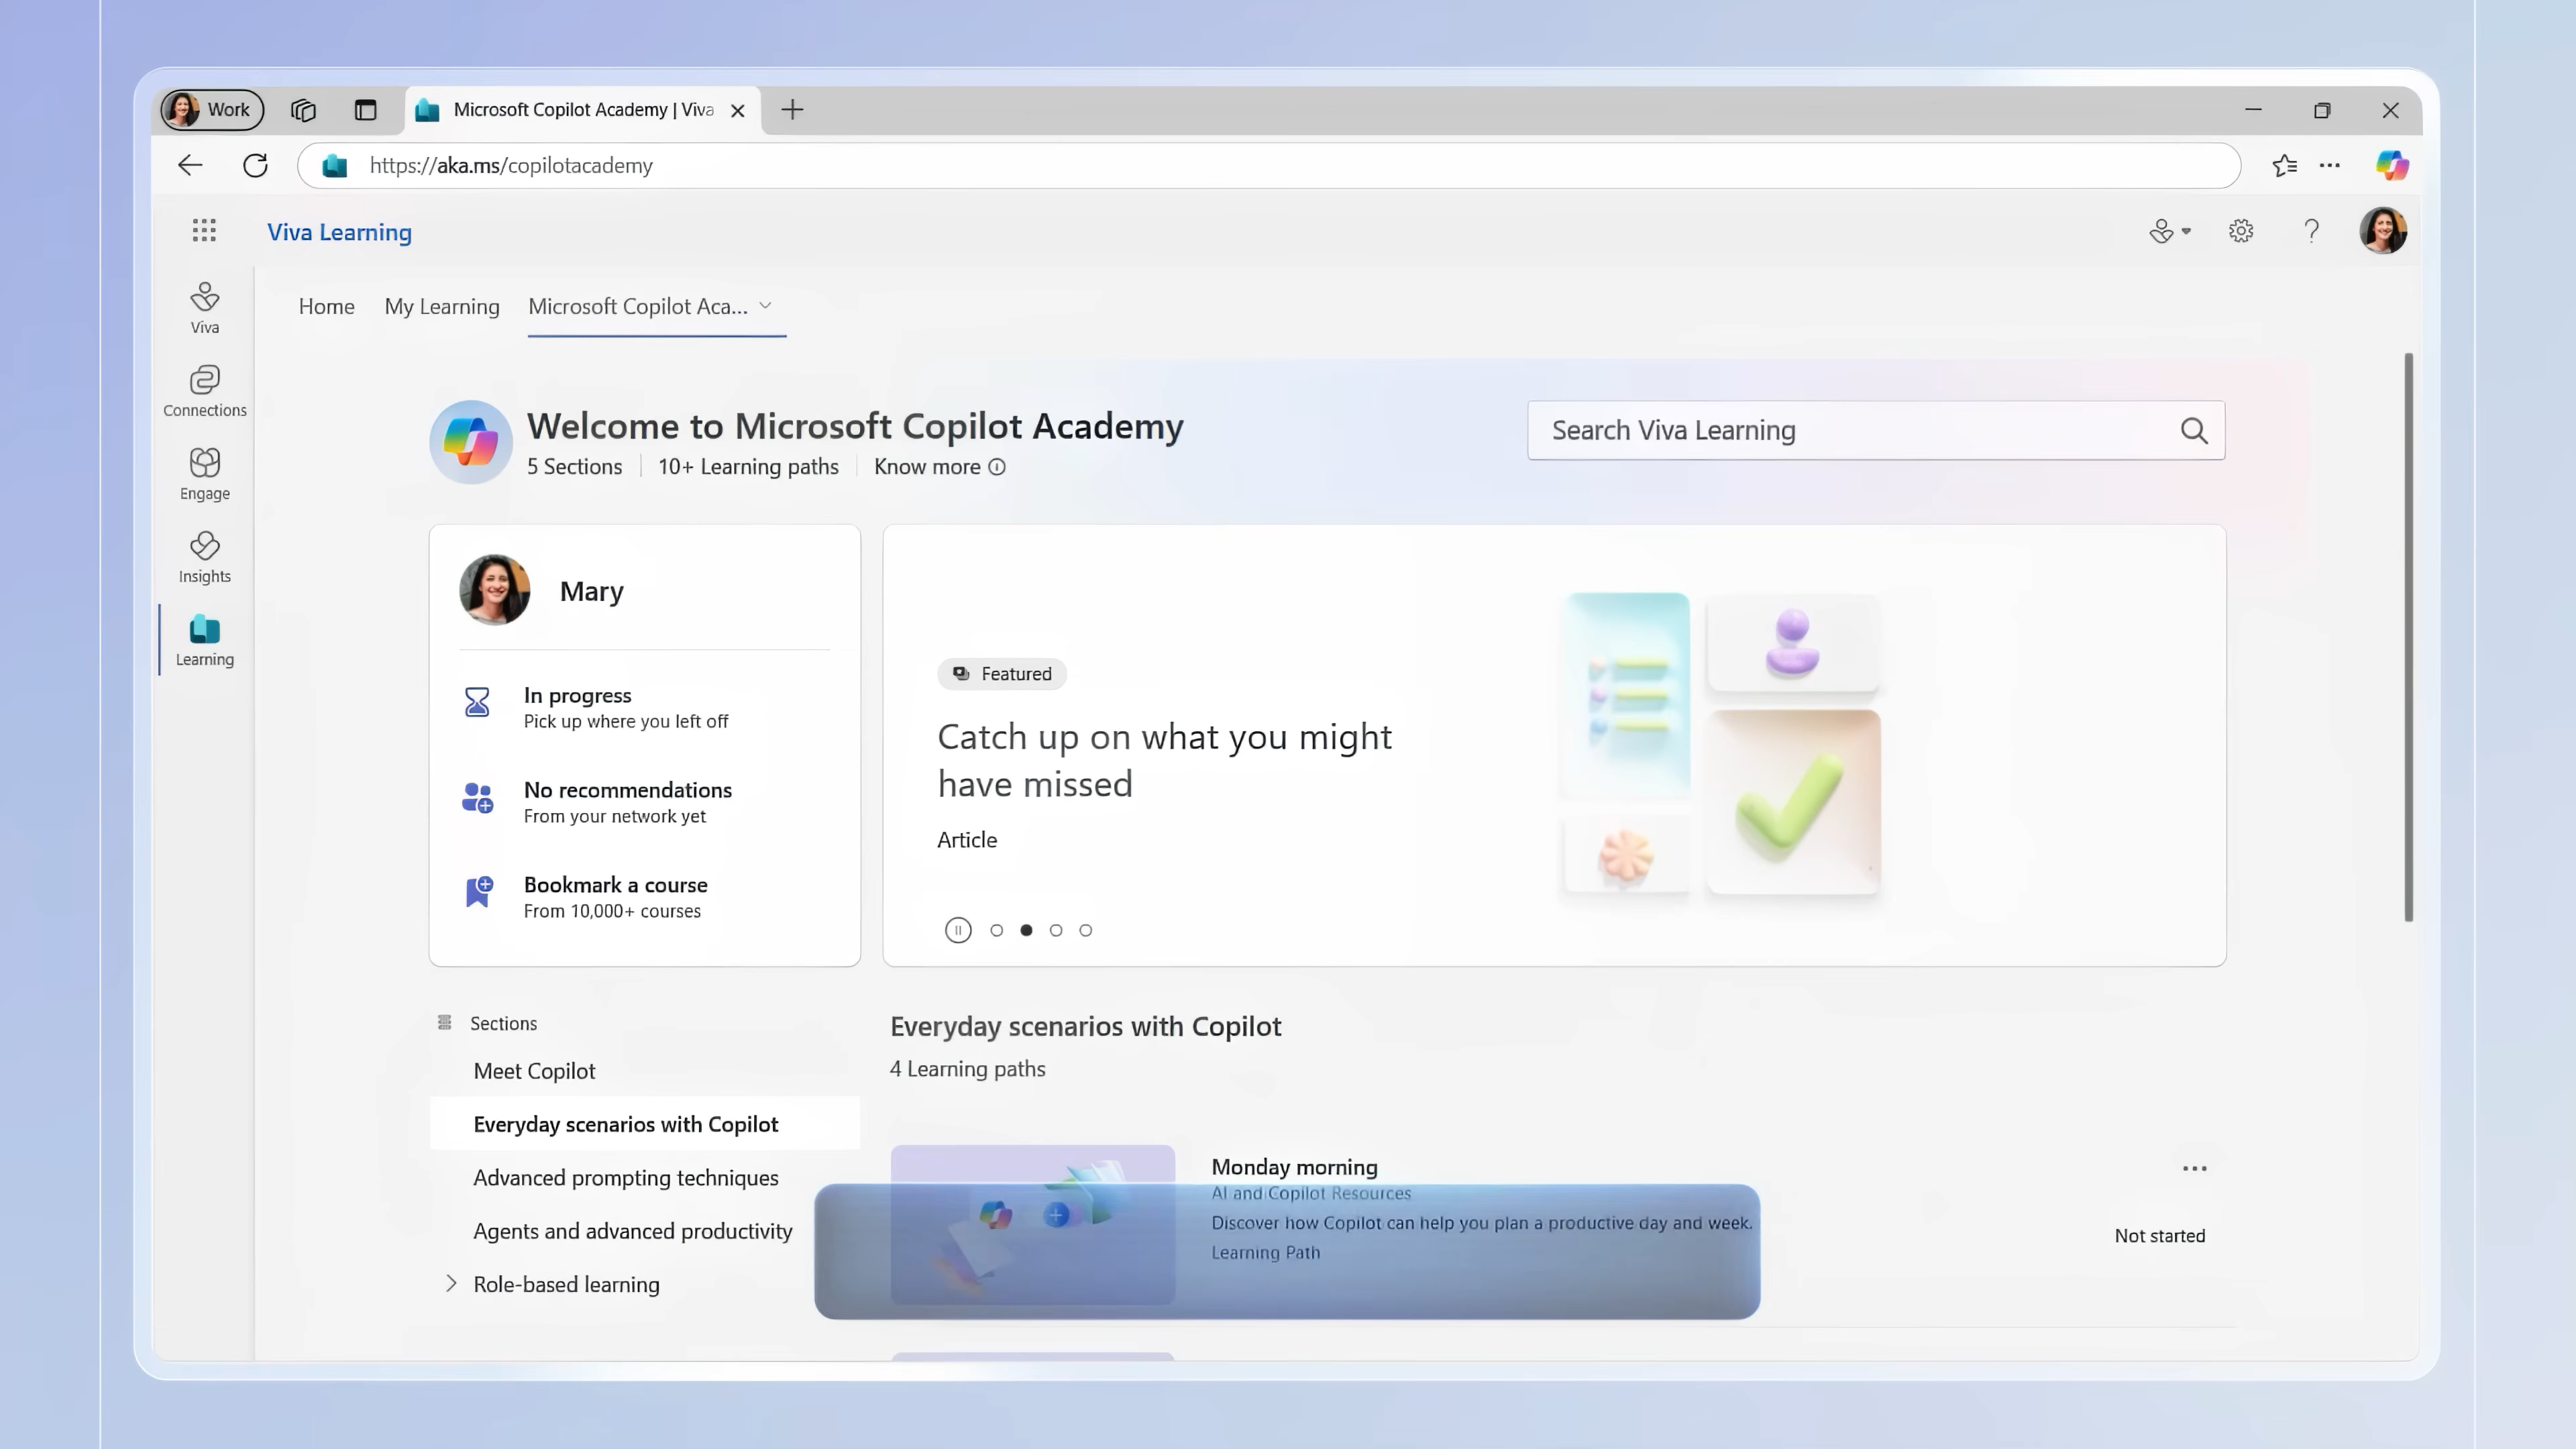 Work
Microsoft Copilot Academy | Viva
https://aka.ms/copilotacademy
Viva Learning
Viva
Connections
Engage
Insights
Learning
Home
My Learning
Microsoft Copilot Aca...
Welcome to Microsoft Copilot Academy
5 Sections
10+ Learning paths
Know more
Search Viva Learning
Mary
In progress
Pick up where you left off
No recommendations
From your network yet
Bookmark a course
From 10,000+ courses
Featured
Catch up on what you might
have missed
Article
Sections
Meet Copilot
Everyday scenarios with Copilot
Advanced prompting techniques
Agents and advanced productivity
Role-based learning
Everyday scenarios with Copilot
4 Learning paths
Monday morning
AI and Copilot Resources
Discover how Copilot can help you plan a productive day and week.
Learning Path
Not started